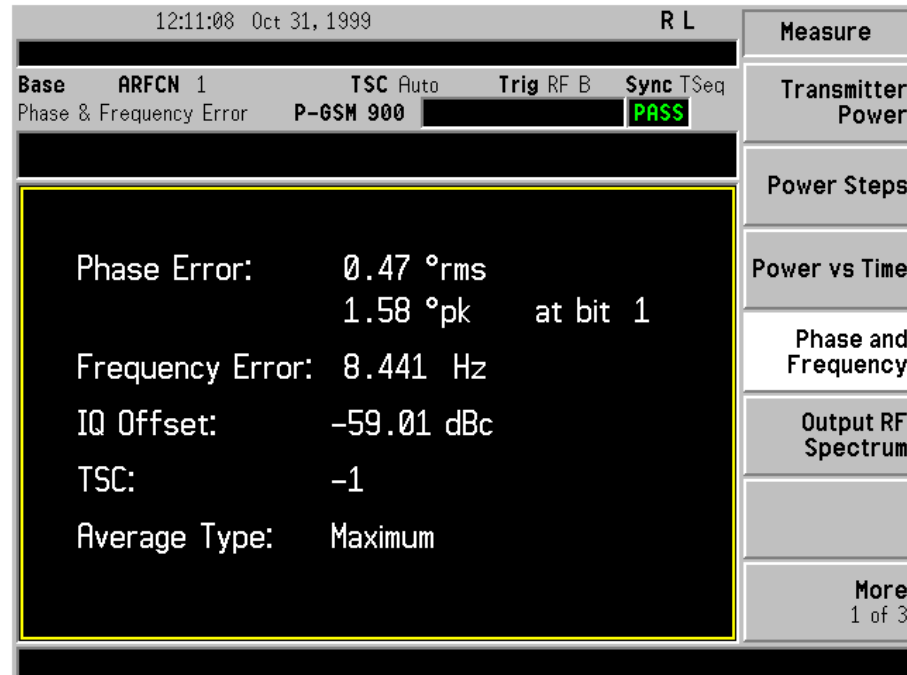 12:11:08 Oct 31, 1999 R L
Base ARFCN 1 TSC Auto Trig RF B Sync TSeq
Phase & Frequency Error P-GSM 900 PASS
Phase Error: 0.47 °rms
1.58 °pk at bit 1
Frequency Error: 8.441 Hz
IQ Offset: -59.01 dBc
TSC: -1
Average Type: Maximum
Measure
Transmitter
Power
Power Steps
Power vs Time
Phase and
Frequency
Output RF
Spectrum
More
1 of 3